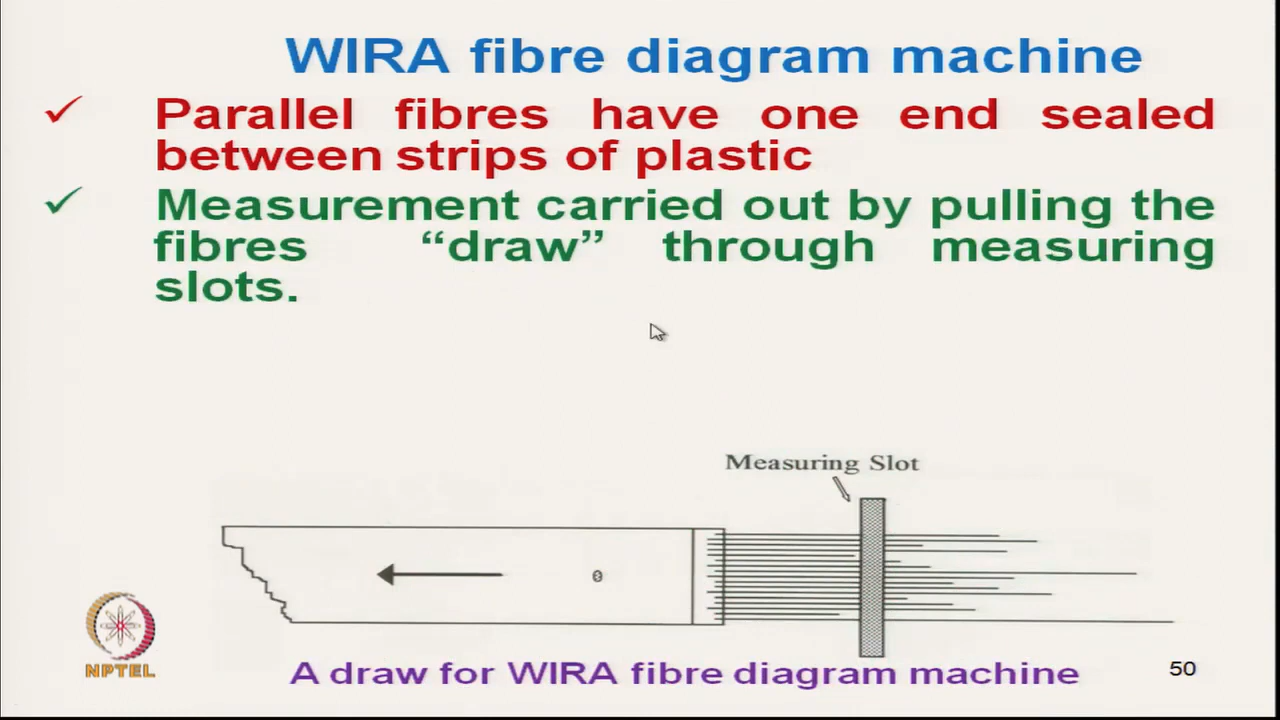 WIRA fibre diagram machine
✓ Parallel fibres have one end sealed
between strips of plastic
✓ Measurement carried out by pulling the
fibres “draw” through measuring
slots.
Measuring Slot
NPTEL
A draw for WIRA fibre diagram machine
50